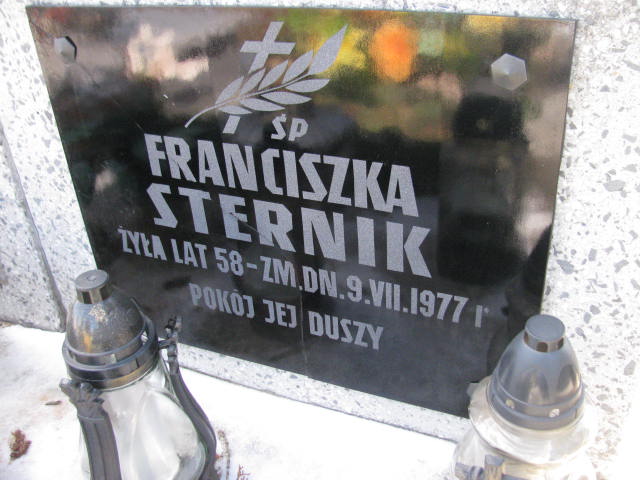 ŚP
FRANCISZKA
STERNIK
ŻYŁA LAT 58-ZM.DN.9.VII.1977 r
POKÓJ JEJ DUSZY